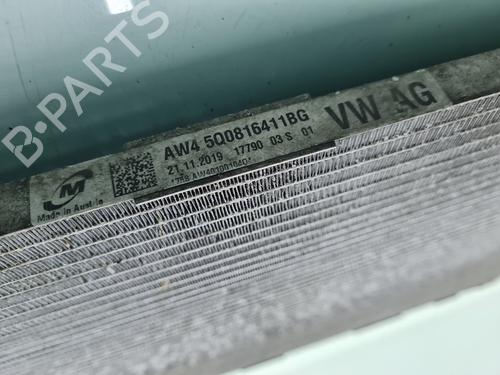 B-PARTS
AW4 5Q0816411BG
21.11.2019 17790 03 S 01
VW AG
Made in Austria